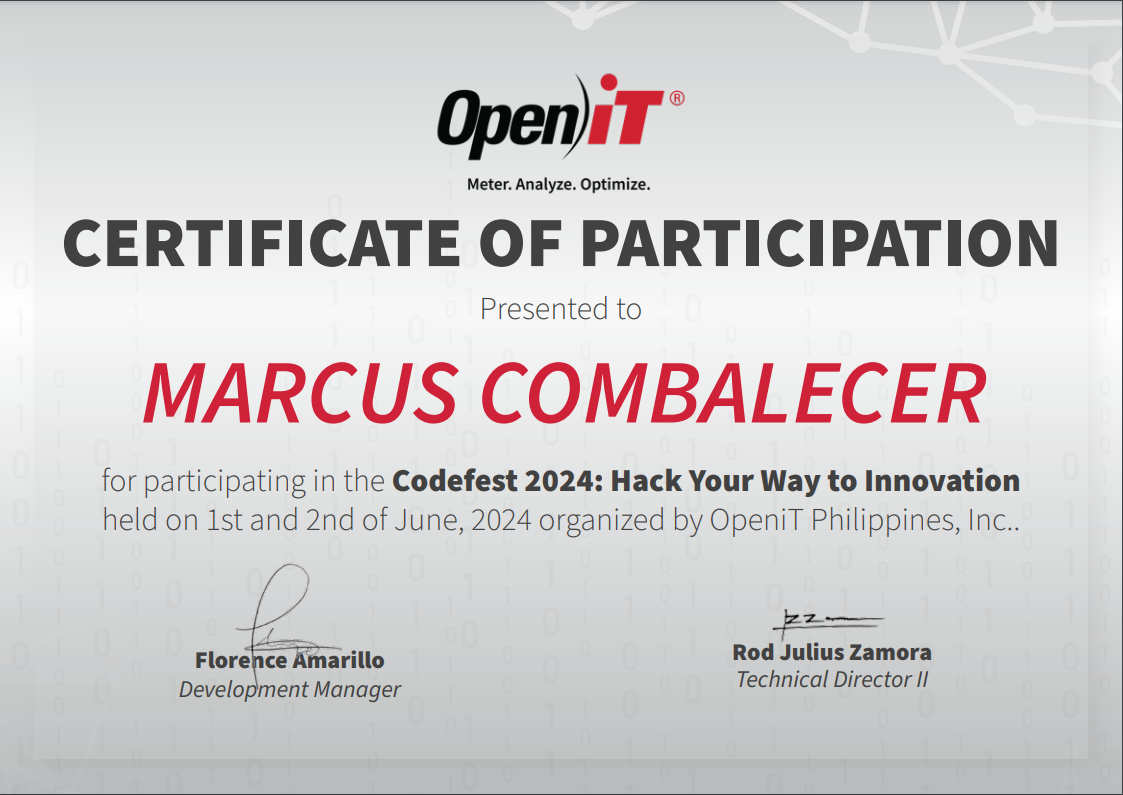 Open iT ®
Meter. Analyze. Optimize.
CERTIFICATE OF PARTICIPATION
Presented to
MARCUS COMBALECER
for participating in the Codefest 2024: Hack Your Way to Innovation
held on 1st and 2nd of June, 2024 organized by OpeniT Philippines, Inc..
Florence Amarillo
Development Manager
Rod Julius Zamora
Technical Director II